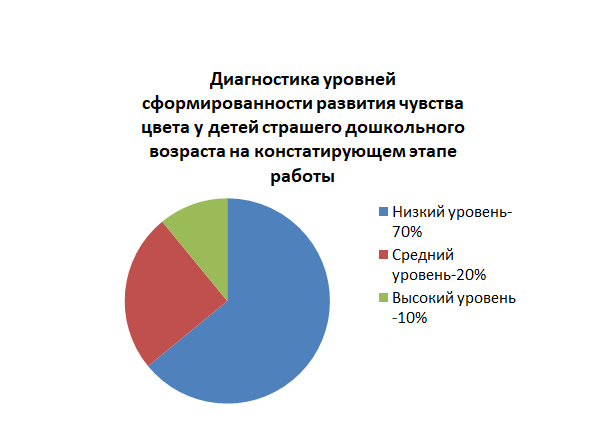 Диагностика уровней
сформированности развития чувства
цвета у детей страшего дошкольного
возраста на констатирующем этапе
работы
Низкий уровень-
70%
Средний
уровень-20%
Высокий уровень
-10%